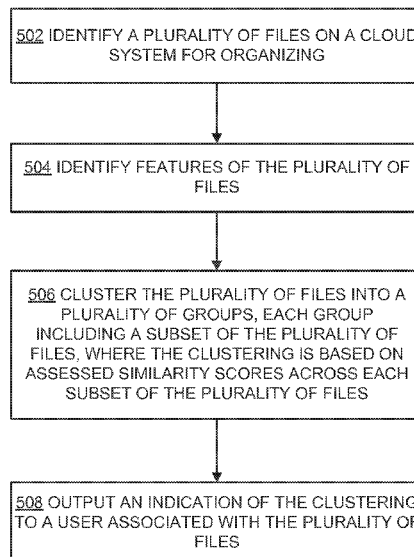 502 IDENTIFY A PLURALITY OF FILES ON A CLOUD
SYSTEM FOR ORGANIZING
504 IDENTIFY FEATURES OF THE PLURALITY OF
FILES
506 CLUSTER THE PLURALITY OF FILES INTO A
PLURALITY OF GROUPS, EACH GROUP
INCLUDING A SUBSET OF THE PLURALITY OF
FILES, WHERE THE CLUSTERING IS BASED ON
ASSESSED SIMILARITY SCORES ACROSS EACH
SUBSET OF THE PLURALITY OF FILES
508 OUTPUT AN INDICATION OF THE CLUSTERING
TO A USER ASSOCIATED WITH THE PLURALITY OF
FILES